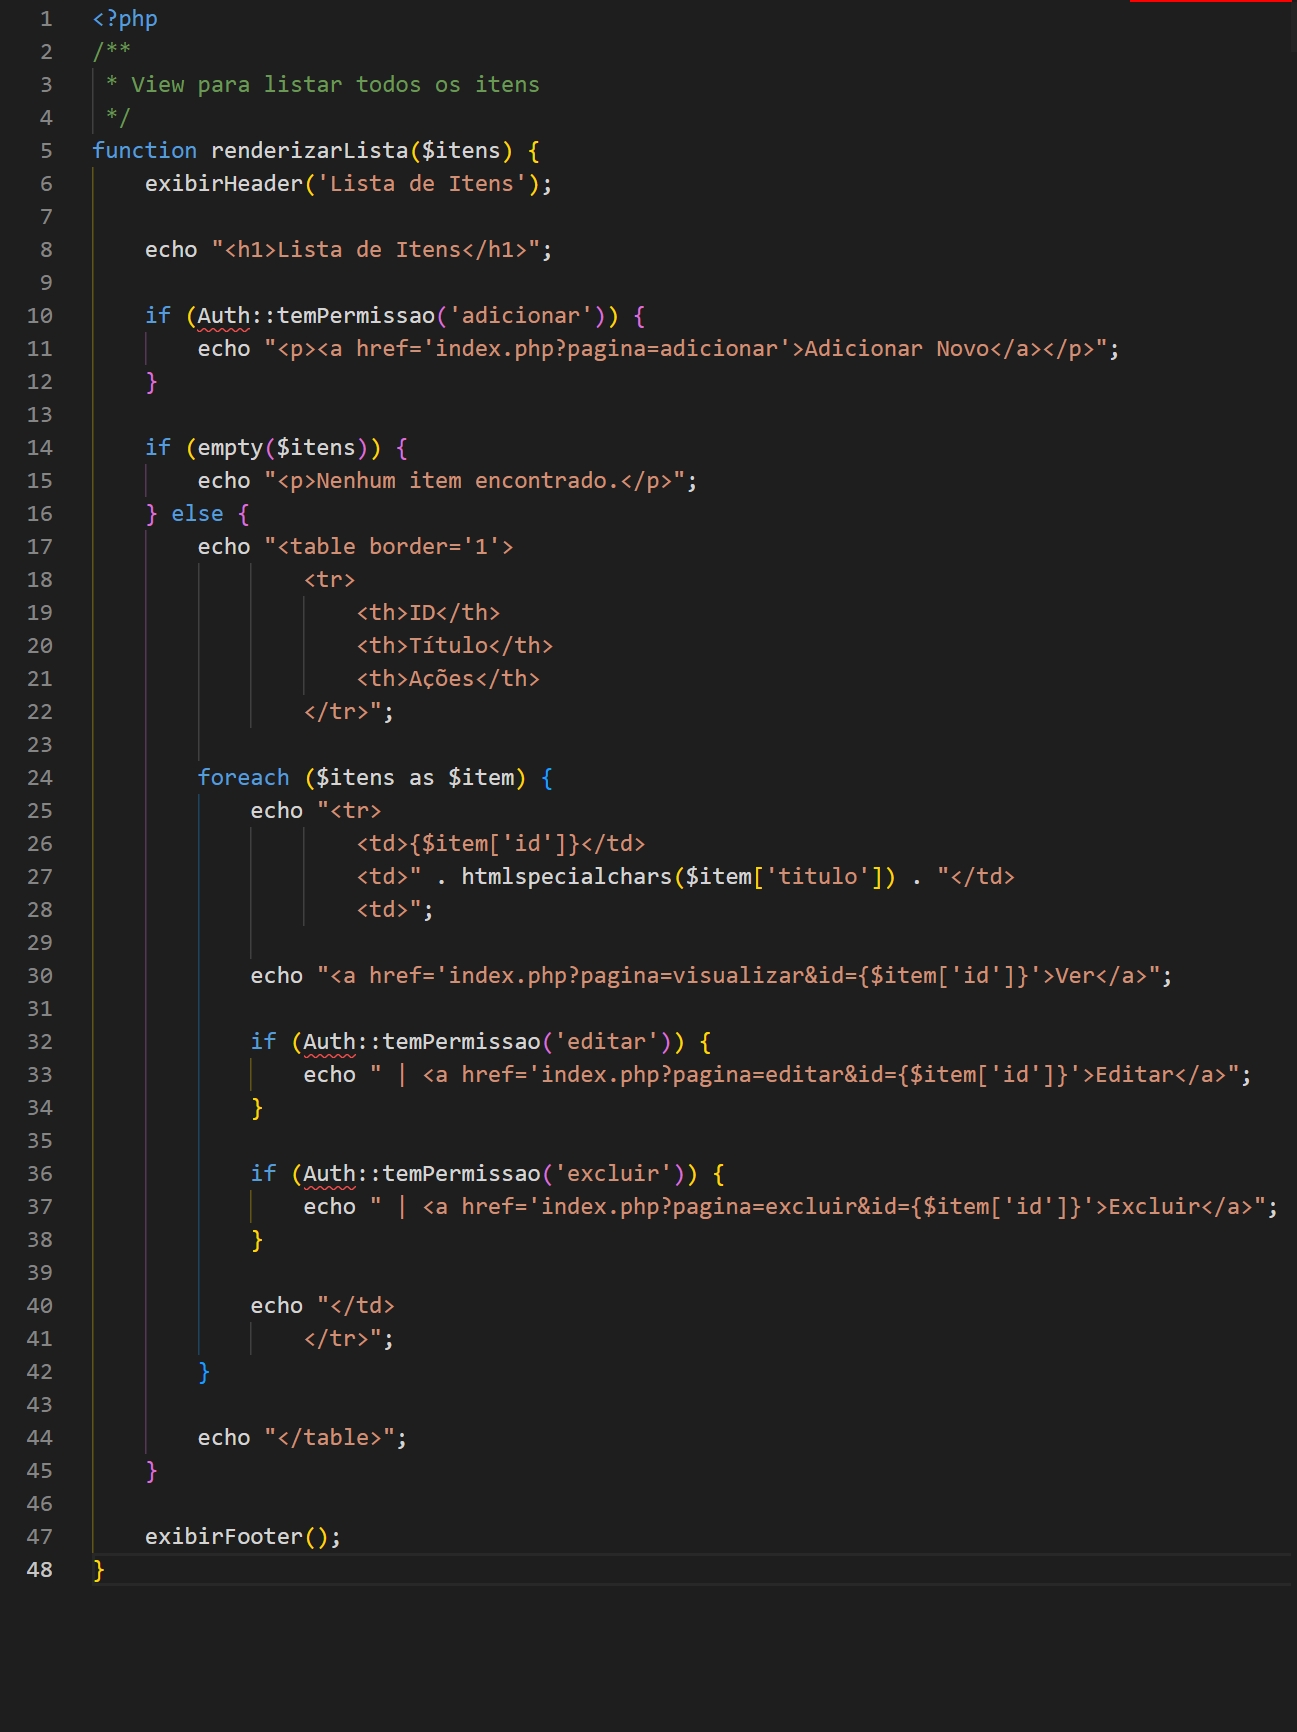 1 <?php
2 /**
3  * View para listar todos os itens
4  */
5 function renderizarLista($itens) {
6     exibirHeader('Lista de Itens');
7
8     echo "<h1>Lista de Itens</h1>";
9
10     if (Auth::temPermissao('adicionar')) {
11         echo "<p><a href='index.php?pagina=adicionar'>Adicionar Novo</a></p>";
12     }
13
14     if (empty($itens)) {
15         echo "<p>Nenhum item encontrado.</p>";
16     } else {
17         echo "<table border='1'>
18                 <tr>
19                     <th>ID</th>
20                     <th>Título</th>
21                     <th>Ações</th>
22                 </tr>";
23
24         foreach ($itens as $item) {
25             echo "<tr>
26                     <td>{$item['id']}</td>
27                     <td>" . htmlspecialchars($item['titulo']) . "</td>
28                     <td>";
29
30             echo "<a href='index.php?pagina=visualizar&id={$item['id']}'>Ver</a>";
31
32             if (Auth::temPermissao('editar')) {
33                 echo " | <a href='index.php?pagina=editar&id={$item['id']}'>Editar</a>";
34             }
35
36             if (Auth::temPermissao('excluir')) {
37                 echo " | <a href='index.php?pagina=excluir&id={$item['id']}'>Excluir</a>";
38             }
39
40             echo "</td>
41                 </tr>";
42         }
43
44         echo "</table>";
45     }
46
47     exibirFooter();
48 }